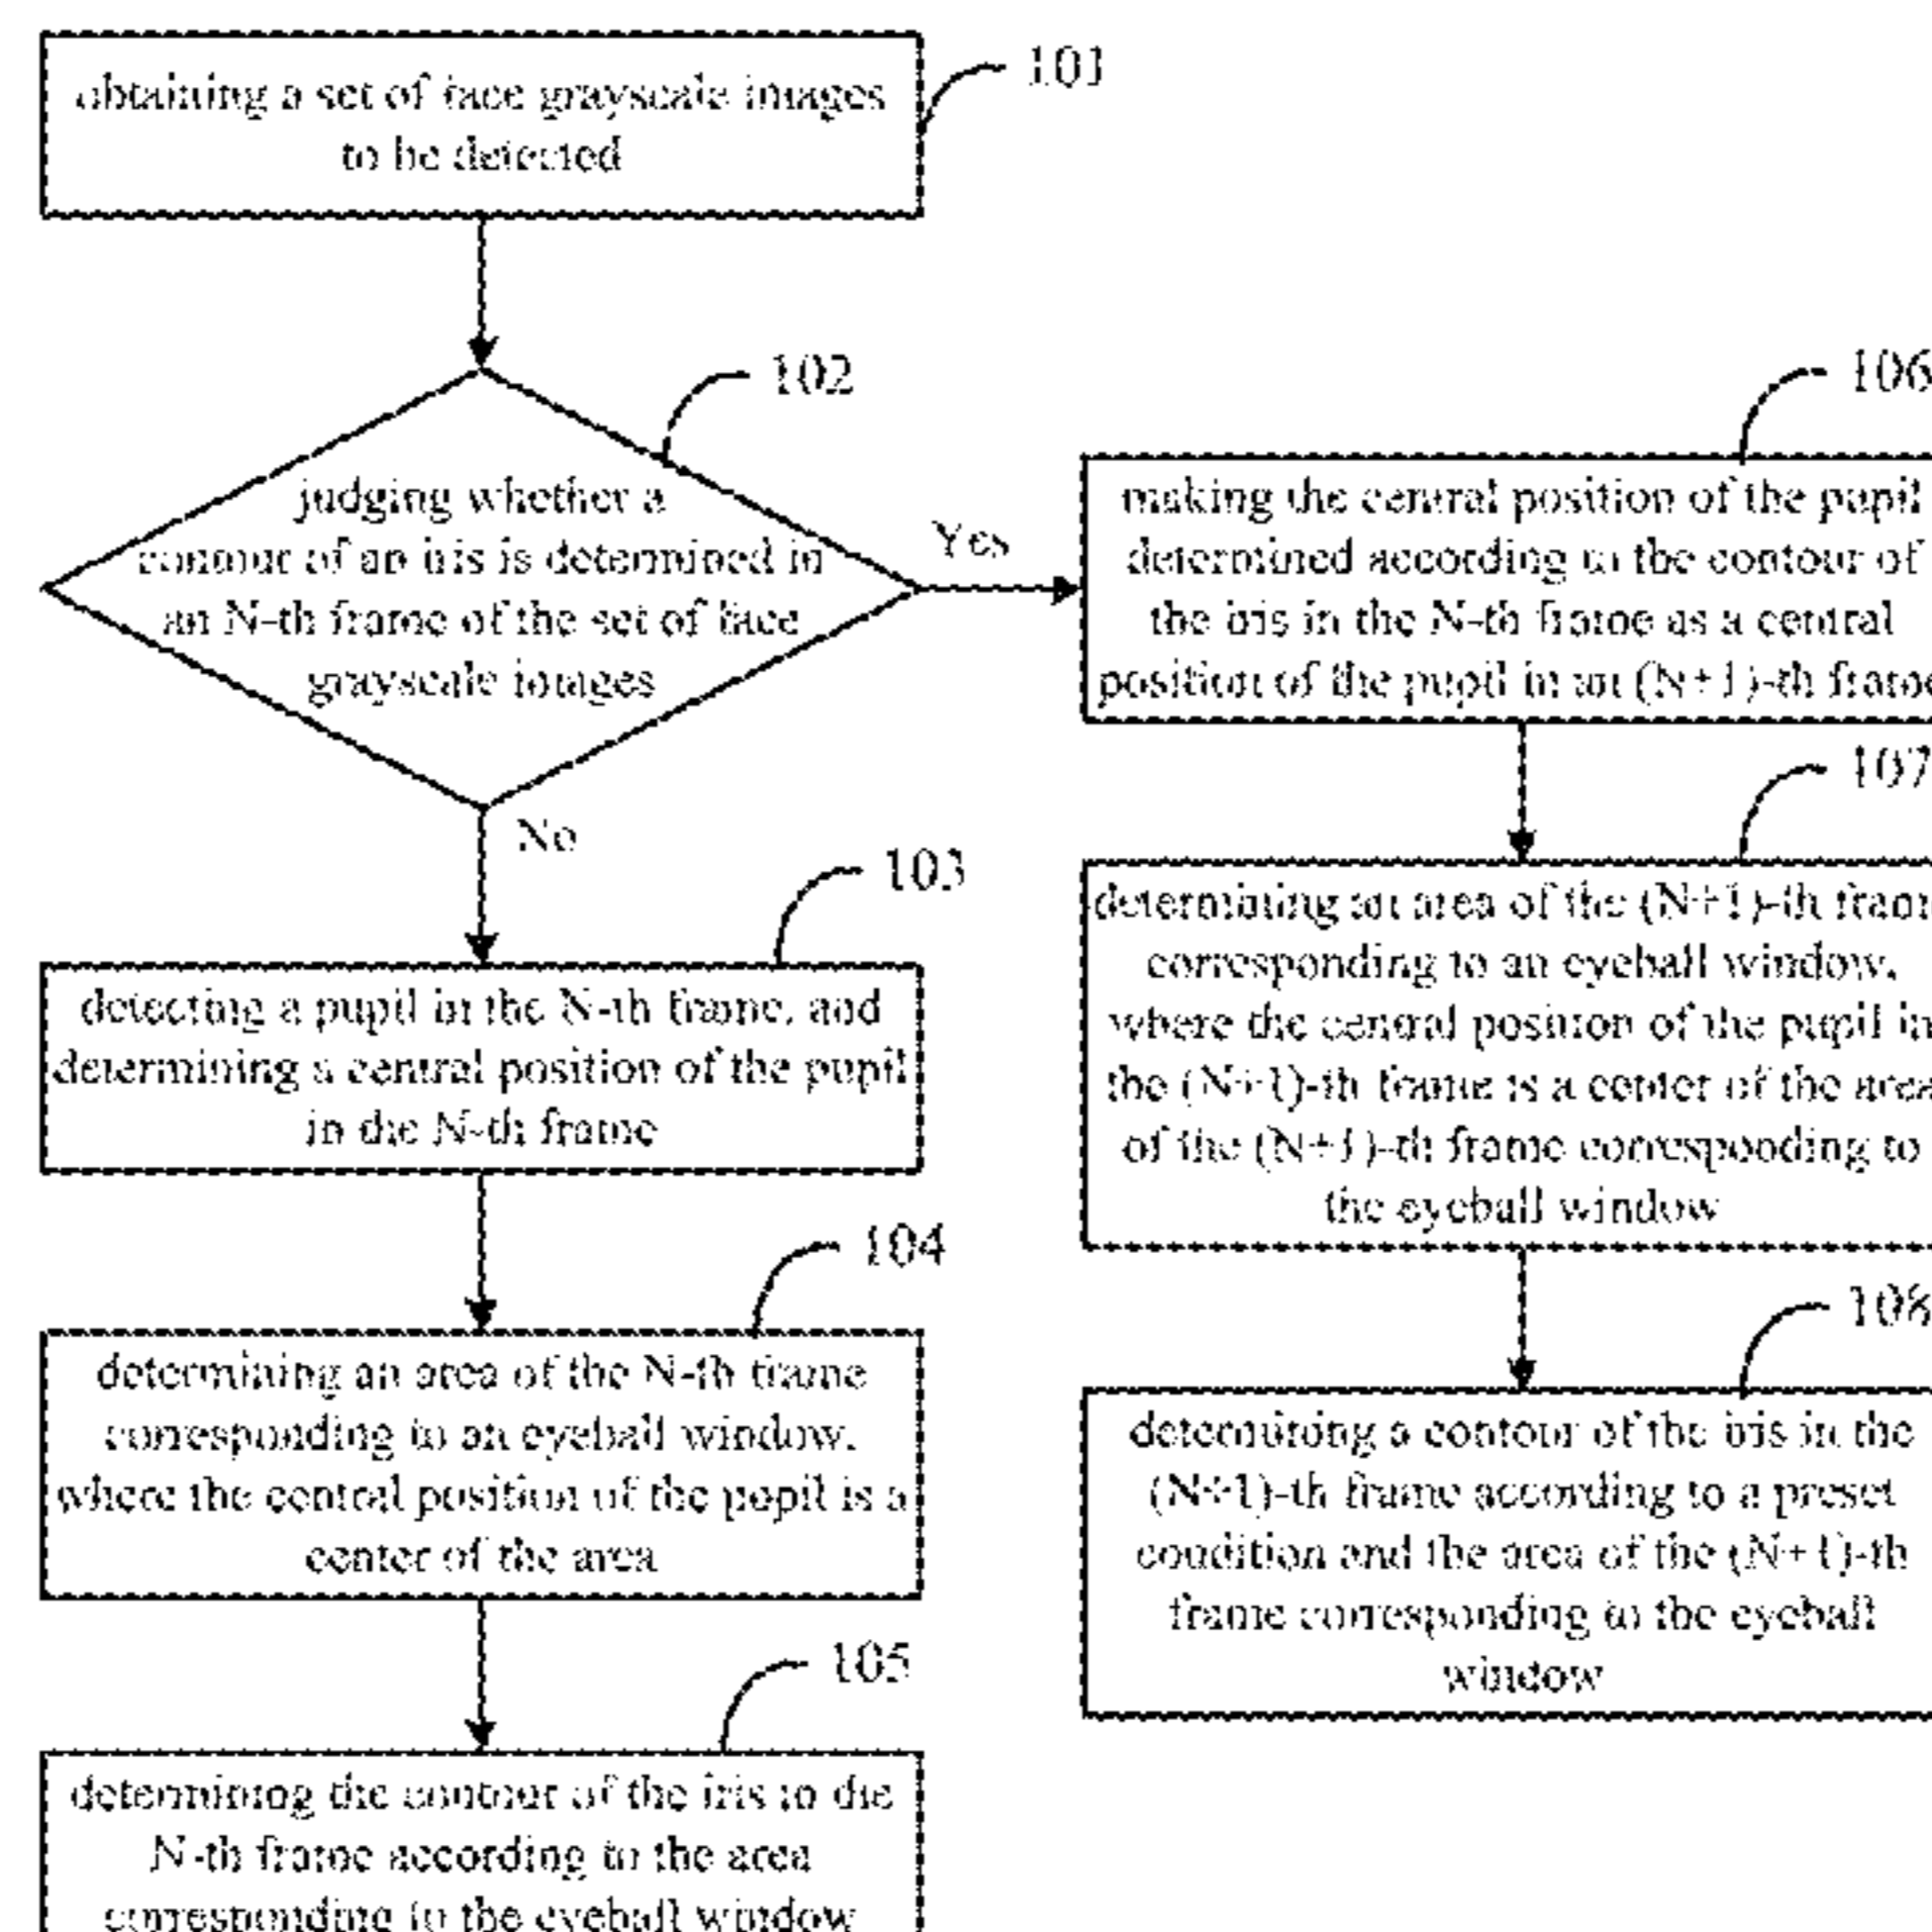 101
obtaining a set of face grayscale images
to be detected
102
judging whether a
contour of an iris is determined in
an N-th frame of the set of face
grayscale images
Yes
No
103
detecting a pupil in the N-th frame, and
determining a central position of the pupil
in the N-th frame
104
determining an area of the N-th frame
corresponding to an eyeball window,
where the central position of the pupil is a
center of the area
105
determining the contour of the iris in the
N-th frame according to the area
corresponding to the eyeball window
106
making the central position of the pupil
determined according to the contour of
the iris in the N-th frame as a central
position of the pupil in an (N+1)-th frame
107
determining an area of the (N+1)-th frame
corresponding to an eyeball window,
where the central position of the pupil in
the (N+1)-th frame is a center of the area
of the (N+1)-th frame corresponding to
the eyeball window
108
determining a contour of the iris in the
(N+1)-th frame according to a preset
condition and the area of the (N+1)-th
frame corresponding to the eyeball
window